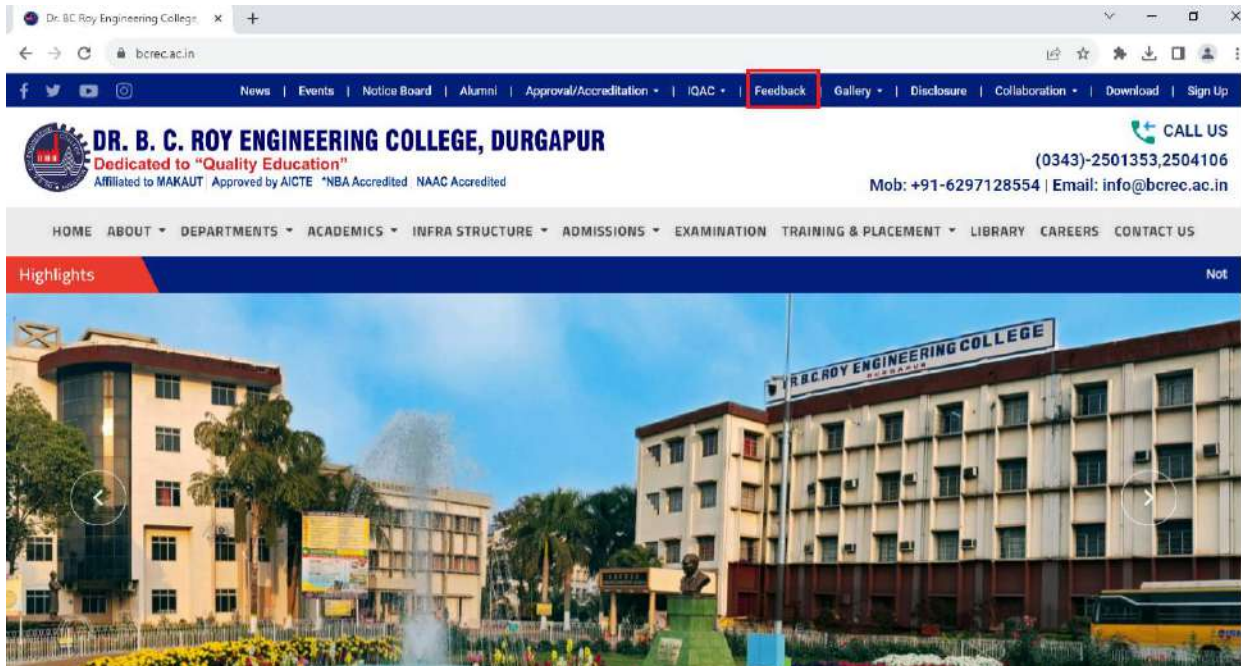 Dr. BC Roy Engineering College,
bcrec.ac.in
News | Events | Notice Board | Alumni | Approval/Accreditation | IQAC | Feedback | Gallery | Disclosure | Collaboration | Download | Sign Up
DR. B. C. ROY ENGINEERING COLLEGE, DURGAPUR
Dedicated to “Quality Education”
Affiliated to MAKAUT | Approved by AICTE *NBA Accredited NAAC Accredited
CALL US
(0343)-2501353,2504106
Mob: +91-6297128554 | Email: info@bcrec.ac.in
HOME ABOUT DEPARTMENTS ACADEMICS INFRA STRUCTURE ADMISSIONS EXAMINATION TRAINING & PLACEMENT LIBRARY CAREERS CONTACT US
Highlights
Not
DR. B.C. ROY ENGINEERING COLLEGE
DURGAPUR